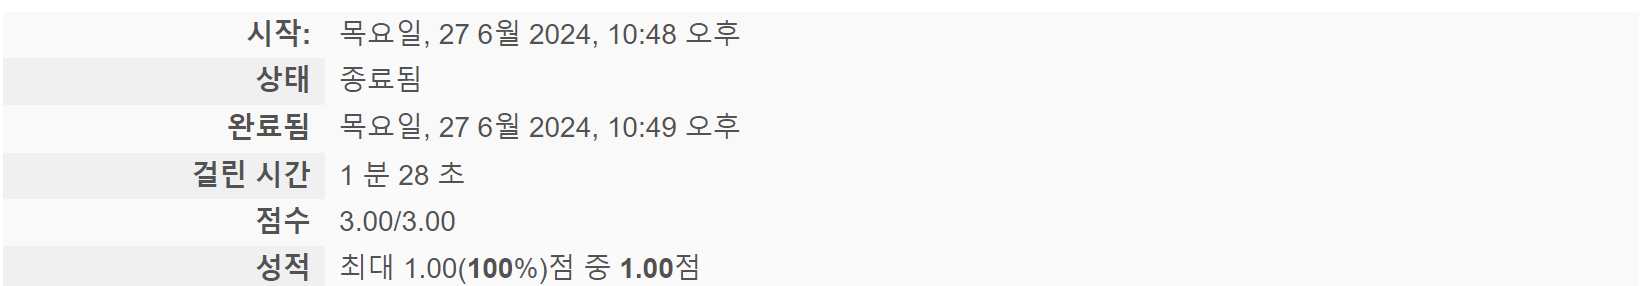 시작: 목요일, 27 6월 2024, 10:48 오후
상태 종료됨
완료됨 목요일, 27 6월 2024, 10:49 오후
걸린 시간 1 분 28 초
점수 3.00/3.00
성적 최대 1.00(100%)점 중 1.00점